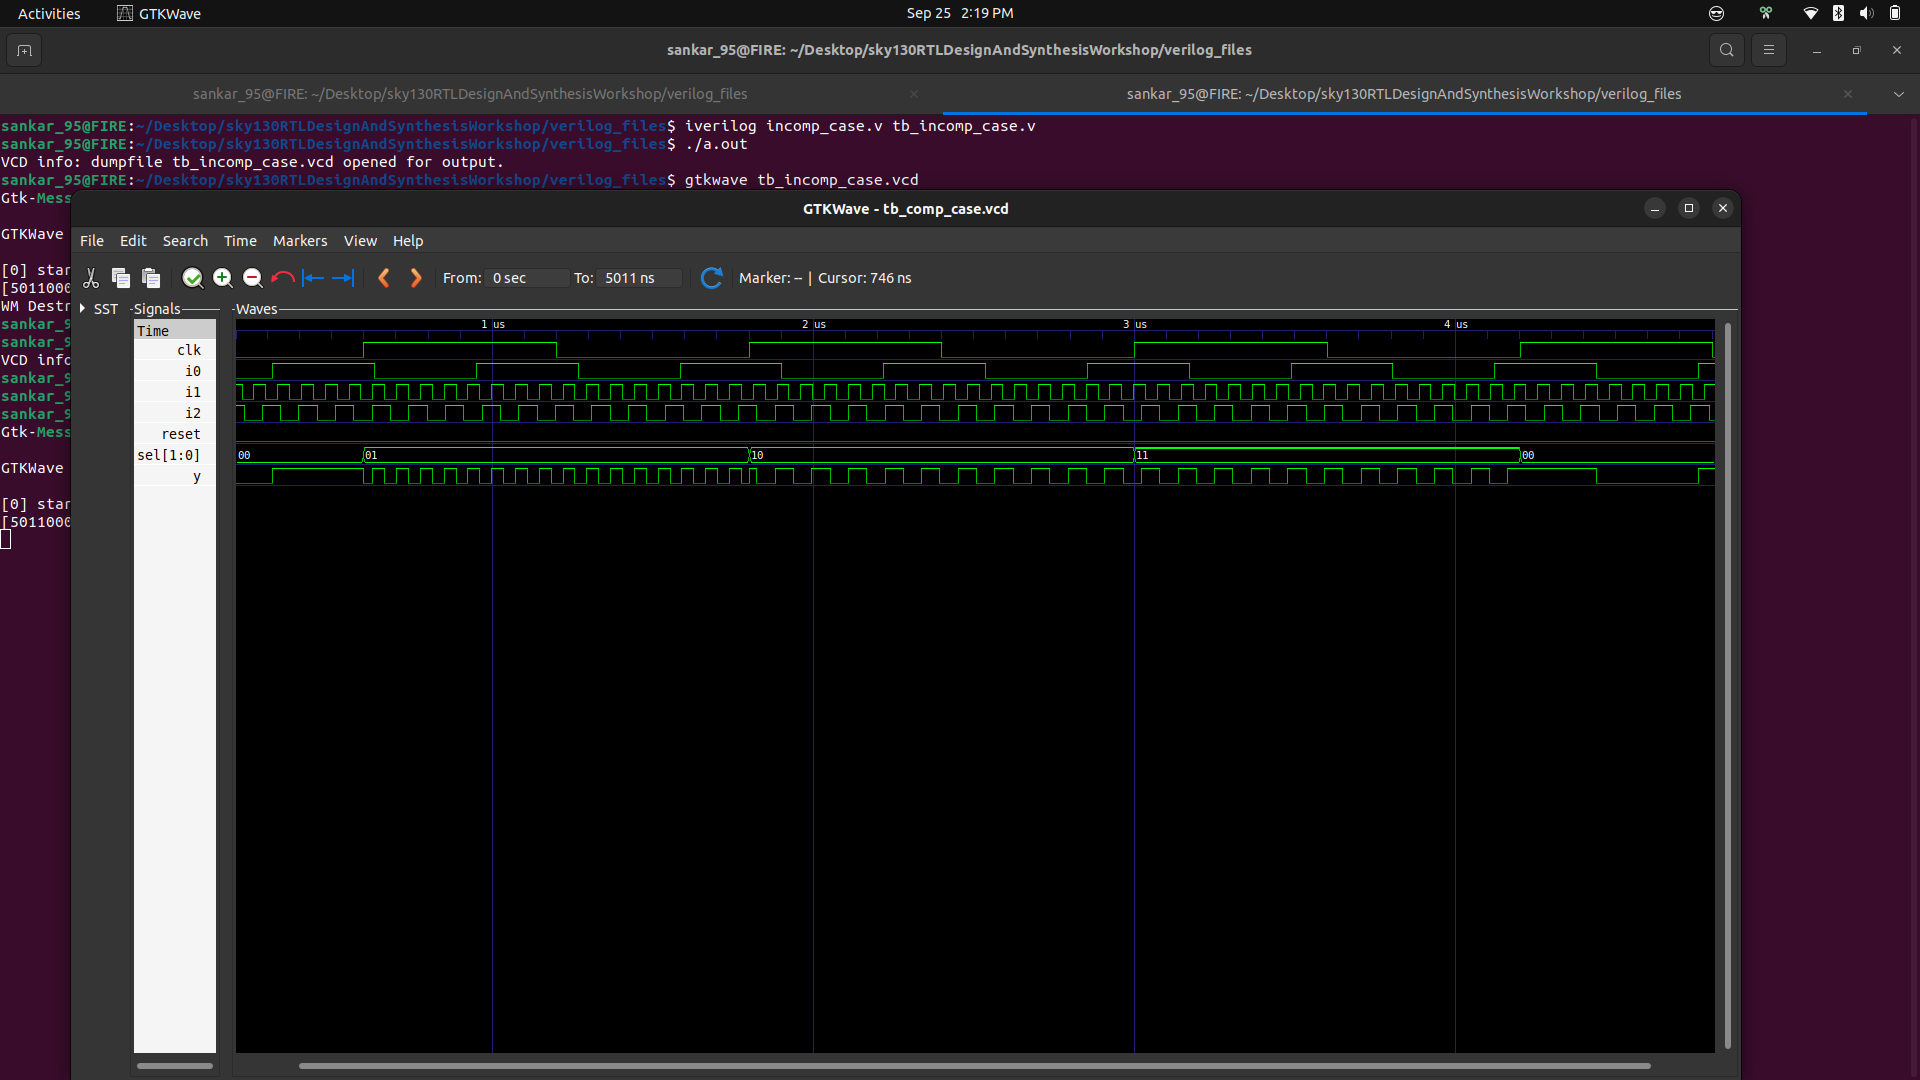 Activities GTKWave Sep 25 2:19 PM
sankar_95@FIRE: ~/Desktop/sky130RTLDesignAndSynthesisWorkshop/verilog_files
sankar_95@FIRE: ~/Desktop/sky130RTLDesignAndSynthesisWorkshop/verilog_files sankar_95@FIRE: ~/Desktop/sky130RTLDesignAndSynthesisWorkshop/verilog_files
sankar_95@FIRE:~/Desktop/sky130RTLDesignAndSynthesisWorkshop/verilog_files$ iverilog incomp_case.v tb_incomp_case.v
sankar_95@FIRE:~/Desktop/sky130RTLDesignAndSynthesisWorkshop/verilog_files$ ./a.out
VCD info: dumpfile tb_incomp_case.vcd opened for output.
sankar_95@FIRE:~/Desktop/sky130RTLDesignAndSynthesisWorkshop/verilog_files$ gtkwave tb_incomp_case.vcd
Gtk-Mess
GTKWave
[0] star
[5011000
WM Destr
sankar_9
sankar_9
VCD info
sankar_9
sankar_9
sankar_9
Gtk-Mess
GTKWave
[0] star
[5011000
GTKWave - tb_comp_case.vcd
File Edit Search Time Markers View Help
From: 0 sec To: 5011 ns Marker: -- | Cursor: 746 ns
SST Signals Waves
Time 1 us 2 us 3 us 4 us
clk
i0
i1
i2
reset
sel[1:0] 00 01 10 11 00
y